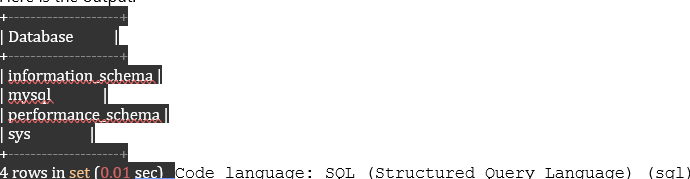 Here is the output:
+--------------------+
| Database |
+--------------------+
| information_schema |
| mysql |
| performance_schema |
| sys |
+--------------------+
4 rows in set (0.01 sec) Code language: SQL (Structured Query Language) (sql)